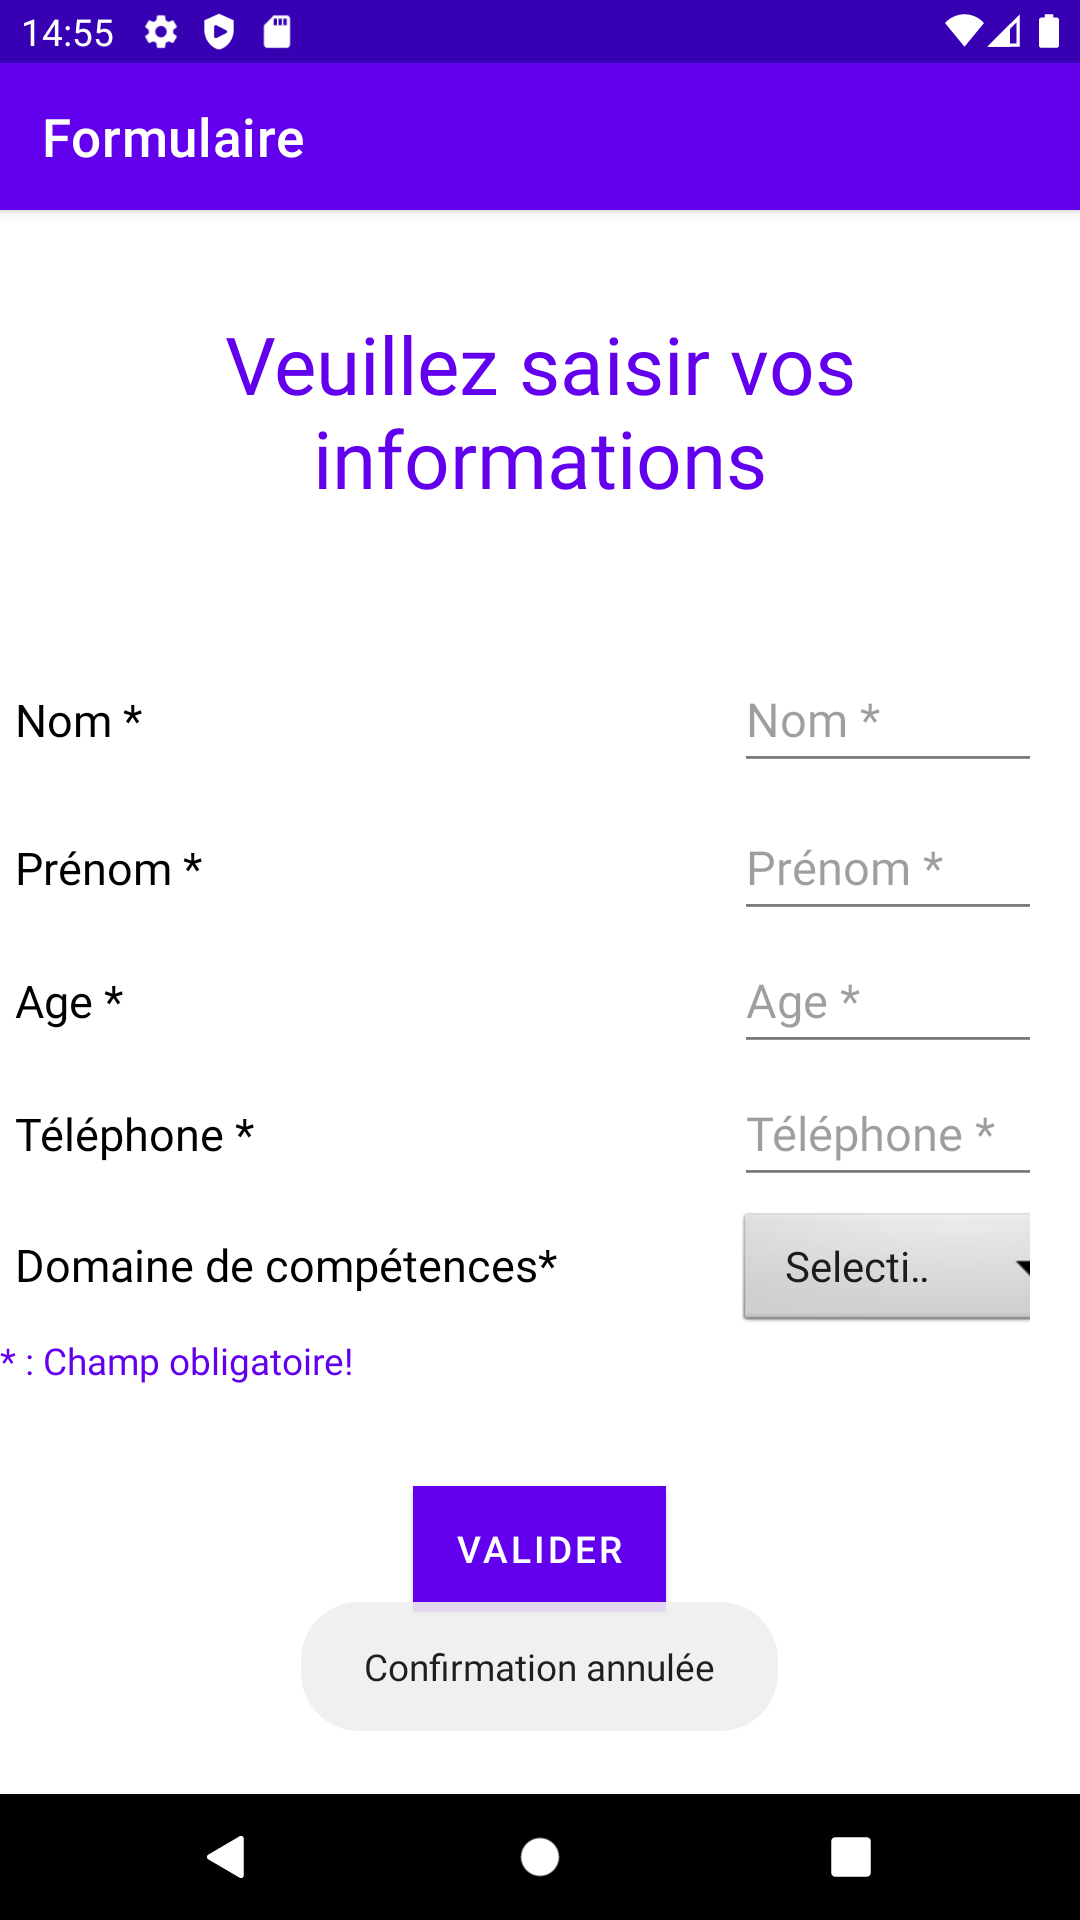 14:55
Formulaire
Veuillez saisir vos
informations
Nom * Nom *
Prénom * Prénom *
Age * Age *
Téléphone * Téléphone *
Domaine de compétences* Selecti..
* : Champ obligatoire!
VALIDER
Confirmation annulée